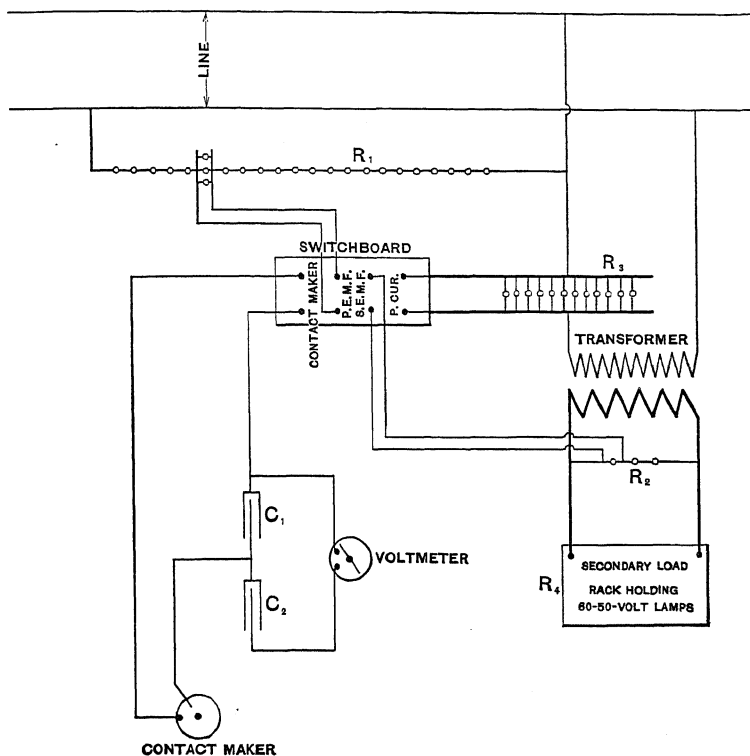 LINE
R1
SWITCHBOARD
CONTACT MAKER
P.E.M.F.
S.E.M.F.
P. CUR.
R3
TRANSFORMER
R2
C1
VOLTMETER
C2
R4
SECONDARY LOAD
RACK HOLDING
60-50-VOLT LAMPS
CONTACT MAKER